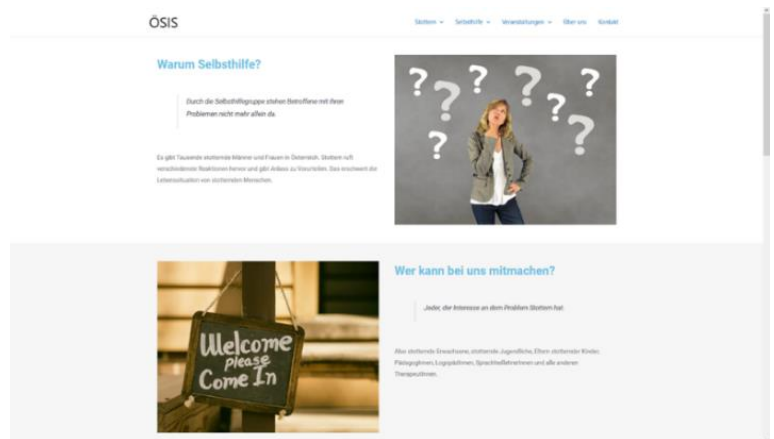 ÖSIS
Stottern
Selbsthilfe
Veranstaltungen
Über uns
Kontakt
Warum Selbsthilfe?
Durch die Selbsthilfegruppe stehen Betroffene mit ihren
Problemen nicht mehr allein da.
Es gibt Tausende stotternde Männer und Frauen in Österreich. Stottern ruft
verschiedenste Reaktionen hervor und gibt Anlass zu Vorurteilen. Das erschwert die
Lebenssituation von stotternden Menschen.
? ? ? ? ? ? ?
Welcome
please
Come In
Wer kann bei uns mitmachen?
Jeder, der Interesse an dem Problem Stottern hat.
Also stotternde Erwachsene, stotternde Jugendliche, Eltern stotternder Kinder,
PädagogInnen, LogopädInnen, SprachheillehrerInnen und alle anderen
TherapeutInnen.